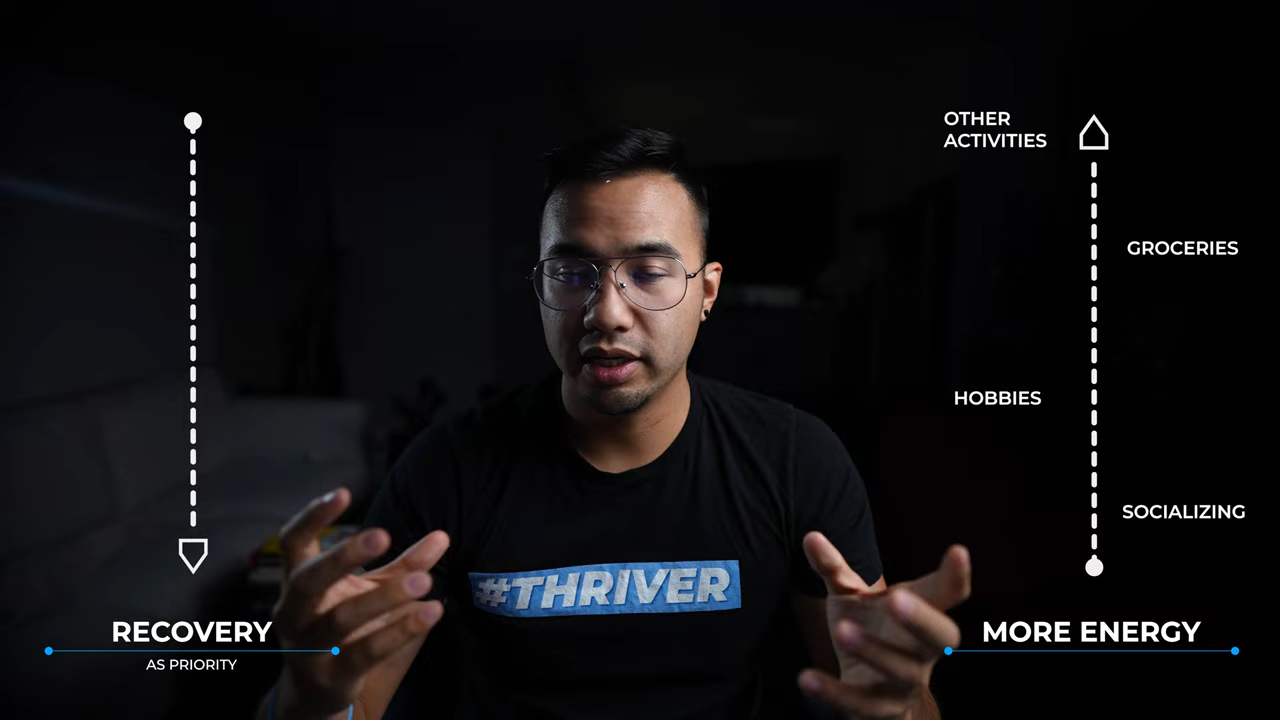 OTHER
ACTIVITIES
GROCERIES
HOBBIES
SOCIALIZING
#THRIVER
RECOVERY
AS PRIORITY
MORE ENERGY